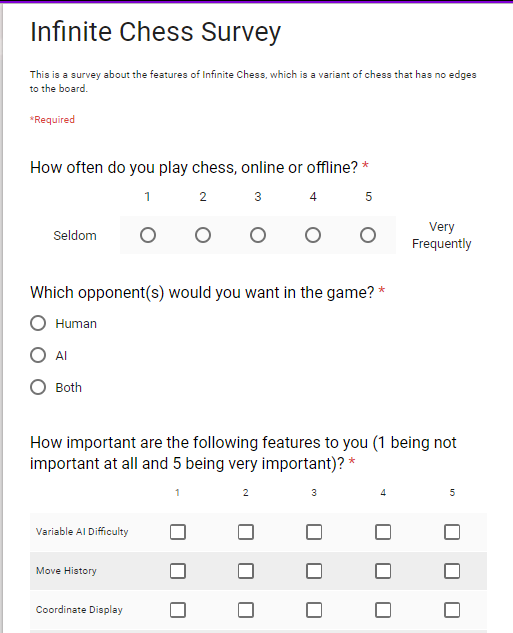 Infinite Chess Survey
This is a survey about the features of Infinite Chess, which is a variant of chess that has no edges
to the board.
*Required
How often do you play chess, online or offline? *
1 2 3 4 5
Seldom
Very
Frequently
Which opponent(s) would you want in the game? *
Human
AI
Both
How important are the following features to you (1 being not
important at all and 5 being very important)? *
1 2 3 4 5
Variable AI Difficulty
Move History
Coordinate Display